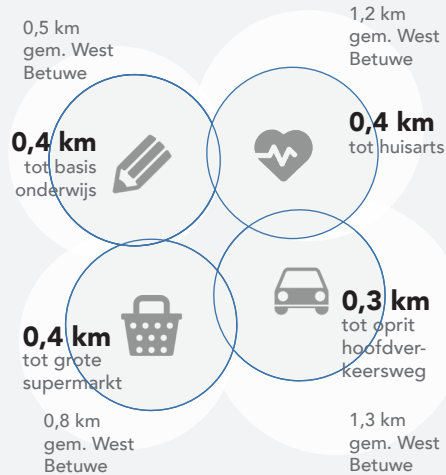 0,5 km
gem. West
Betuwe
0,4 km
tot basis
onderwijs
1,2 km
gem. West
Betuwe
0,4 km
tot huisarts
0,4 km
tot grote
supermarkt
0,8 km
gem. West
Betuwe
0,3 km
tot oprit
hoofdver-
keersweg
1,3 km
gem. West
Betuwe